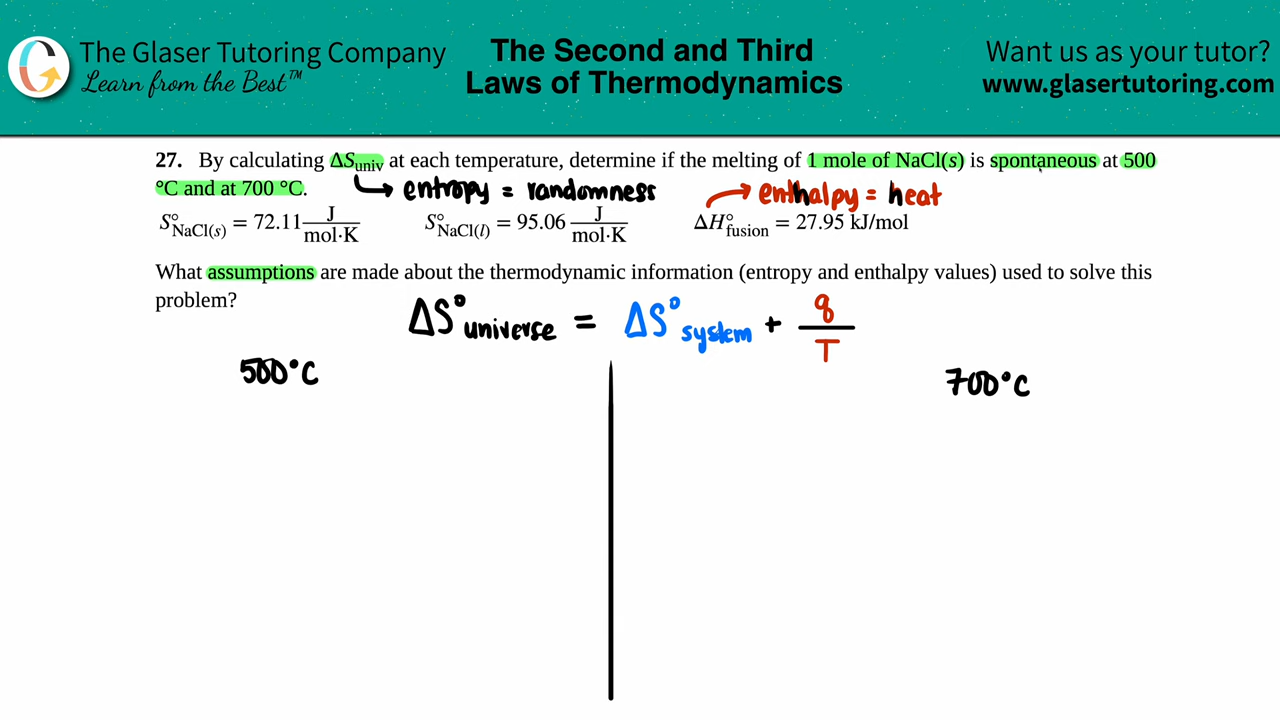 The Glaser Tutoring Company
Learn from the Best™
The Second and Third
Laws of Thermodynamics
Want us as your tutor?
www.glasertutoring.com
27. By calculating ΔS_univ at each temperature, determine if the melting of 1 mole of NaCl(s) is spontaneous at 500
°C and at 700 °C.
entropy = randomness
enthalpy = heat
S°_NaCl(s) = 72.11 J/mol·K S°_NaCl(l) = 95.06 J/mol·K ΔH°_fusion = 27.95 kJ/mol
What assumptions are made about the thermodynamic information (entropy and enthalpy values) used to solve this
problem?
ΔS°universe = ΔS°system + q/T
500°C
700°C